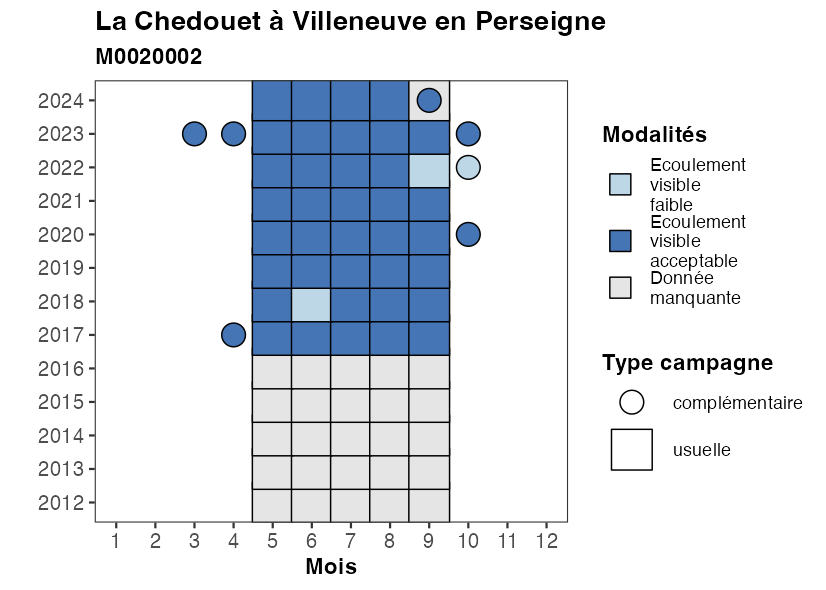 La Chedouet à Villeneuve en Perseigne
M0020002
2024
2023
2022
2021
2020
2019
2018
2017
2016
2015
2014
2013
2012
1 2 3 4 5 6 7 8 9 10 11 12
Mois
Modalités
Ecoulement
visible
faible
Ecoulement
visible
acceptable
Donnée
manquante
Type campagne
complémentaire
usuelle